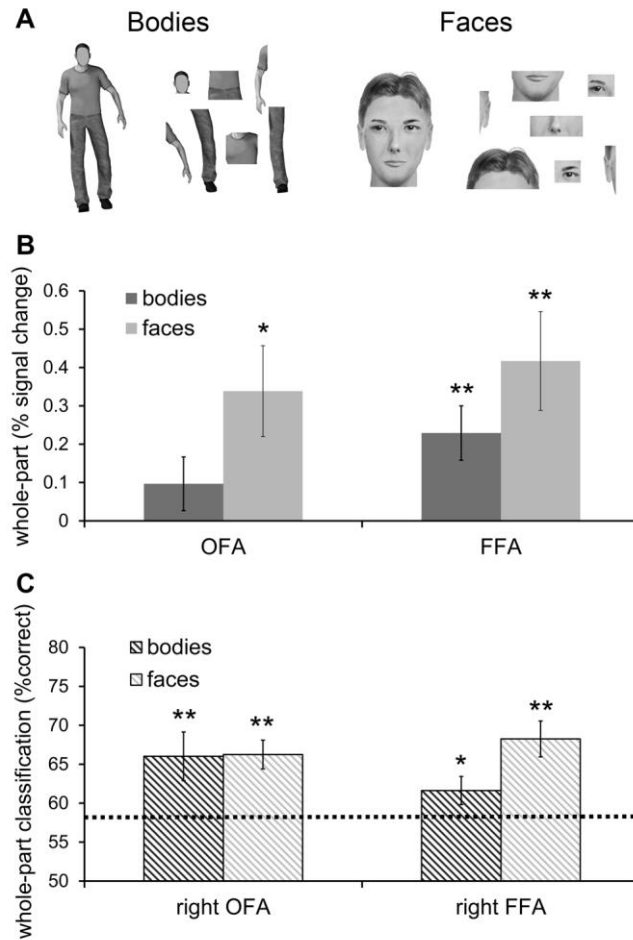 A
Bodies
Faces
B
whole-part (% signal change)
0.6
0.5
0.4
0.3
0.2
0.1
0
bodies
faces
*
**
**
OFA
FFA
C
whole-part classification (%correct)
80
75
70
65
60
55
50
bodies
faces
**
**
*
**
right OFA
right FFA